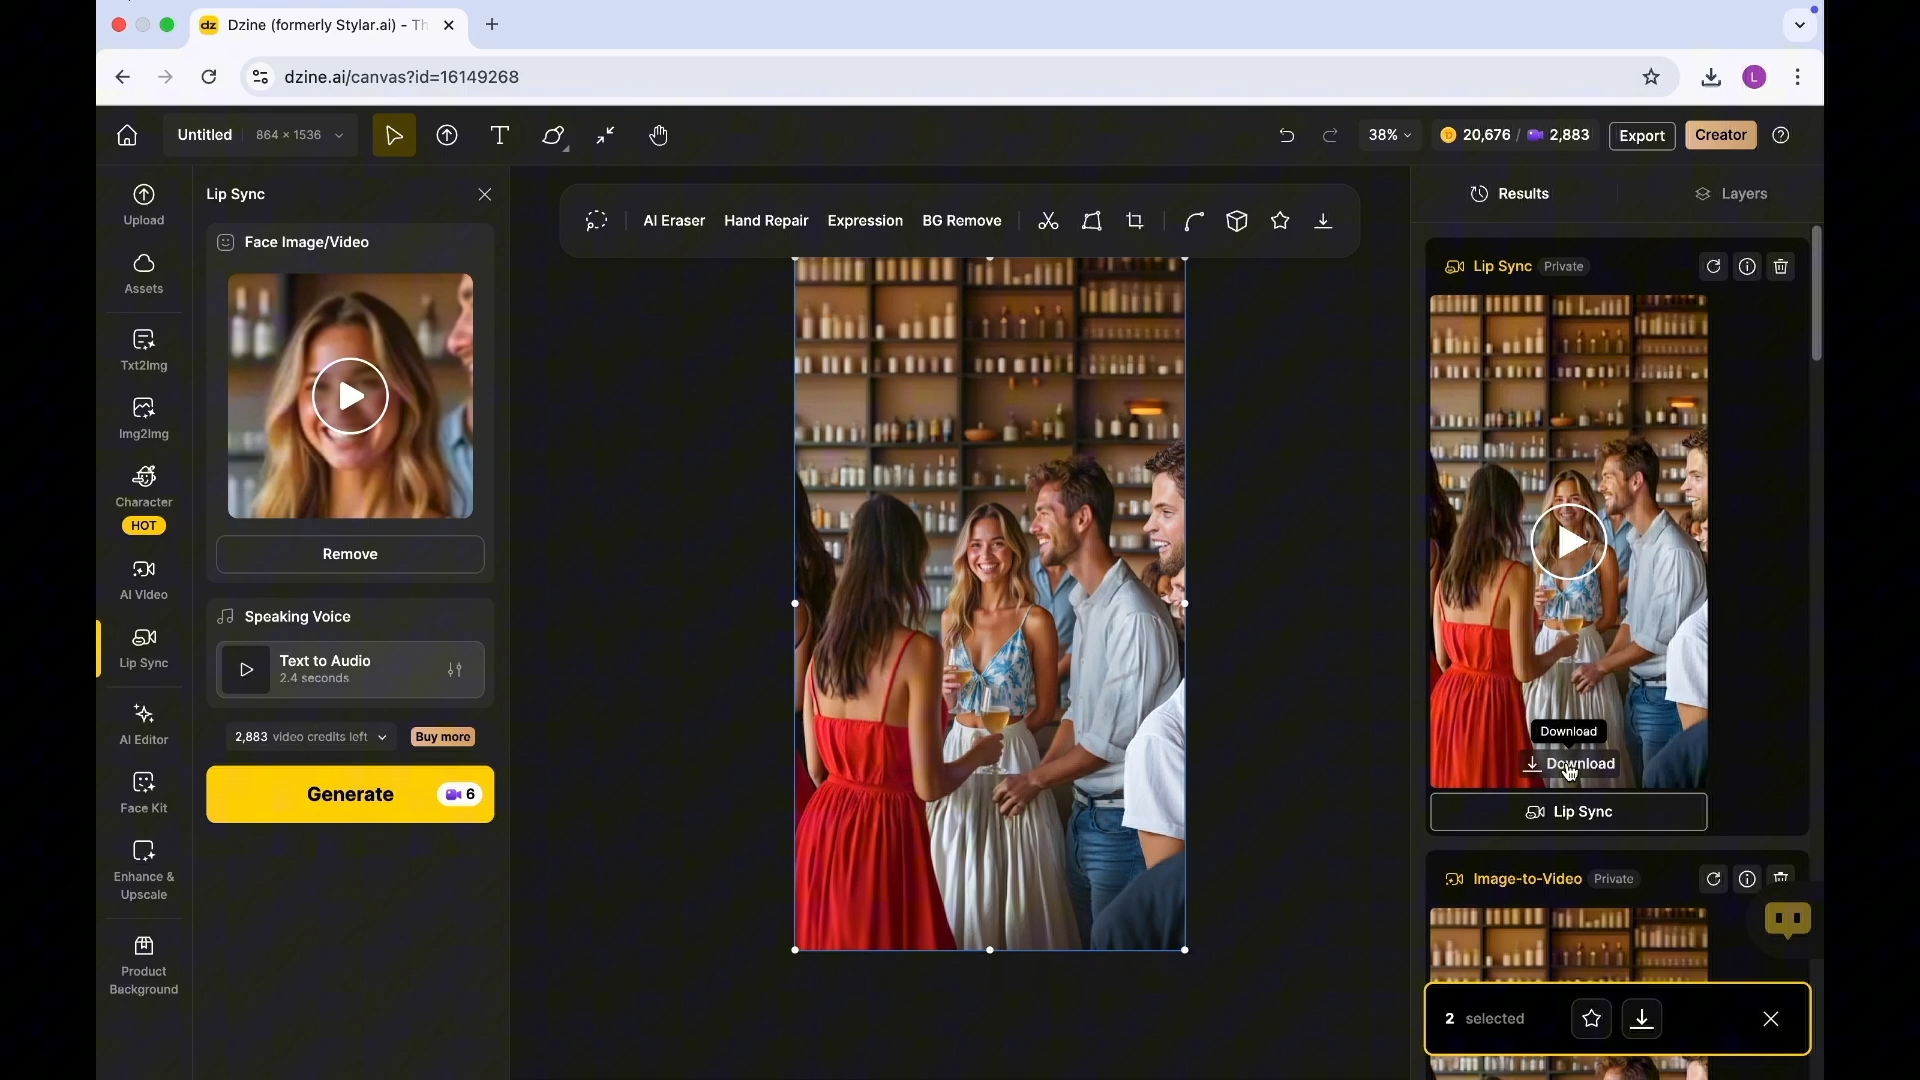 dz Dzine (formerly Stylar.ai) - Th
dzine.ai/canvas?id=16149268
L
Untitled 864 × 1536
T
38%
20,676 / 2,883
Export
Creator
Upload
Assets
Txt2Img
Img2Img
Character
HOT
AI Video
Lip Sync
AI Editor
Face Kit
Enhance &
Upscale
Product
Background
Lip Sync
Face Image/Video
Remove
Speaking Voice
Text to Audio
2.4 seconds
2,883 video credits left
Buy more
Generate 6
AI Eraser Hand Repair Expression BG Remove
Results Layers
Lip Sync Private
Download
Download
Lip Sync
Image-to-Video Private
2 selected